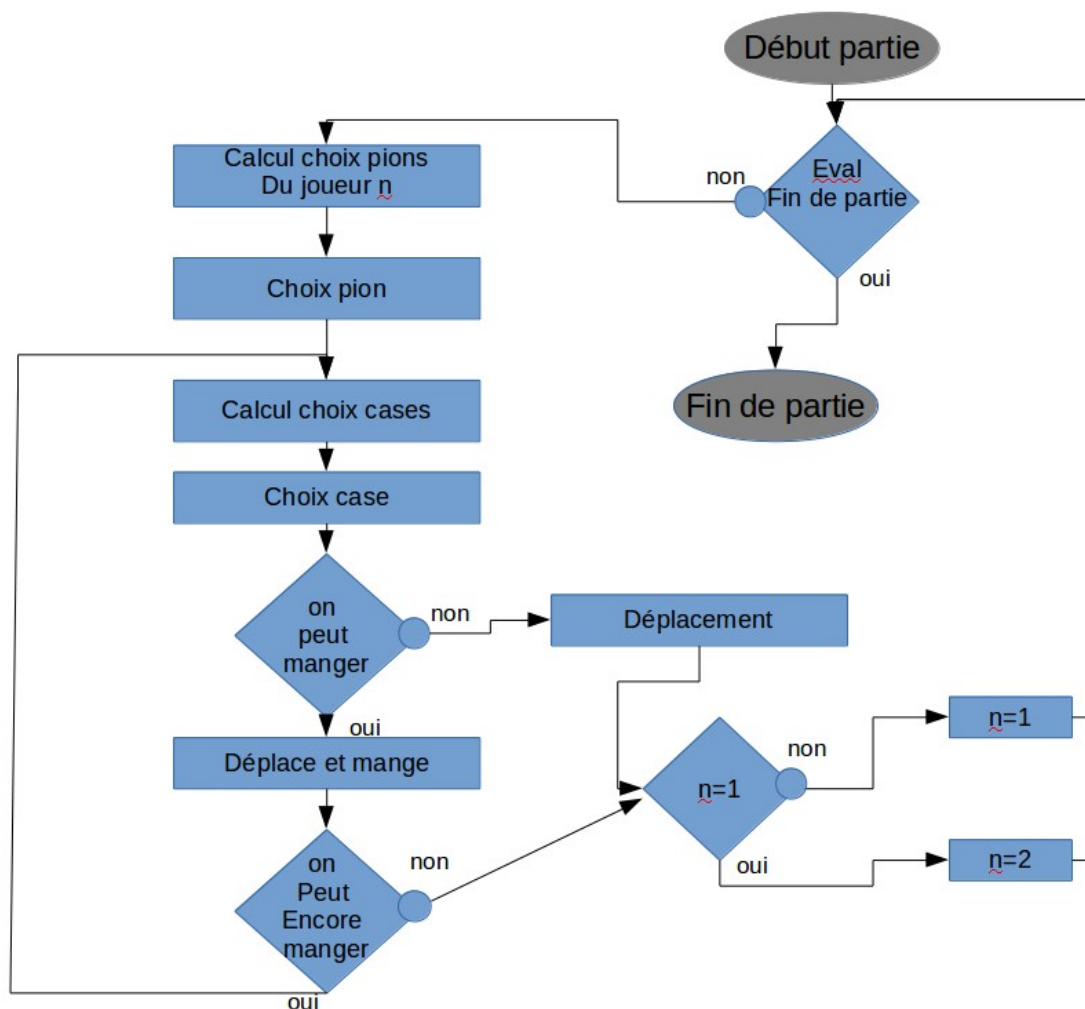 Début partie
Eval
Fin de partie
non
oui
Fin de partie
Calcul choix pions
Du joueur n
Choix pion
Calcul choix cases
Choix case
on
peut
manger
non
Déplacement
oui
Déplace et mange
on
Peut
Encore
manger
non
oui
n=1
non
n=1
oui
n=2